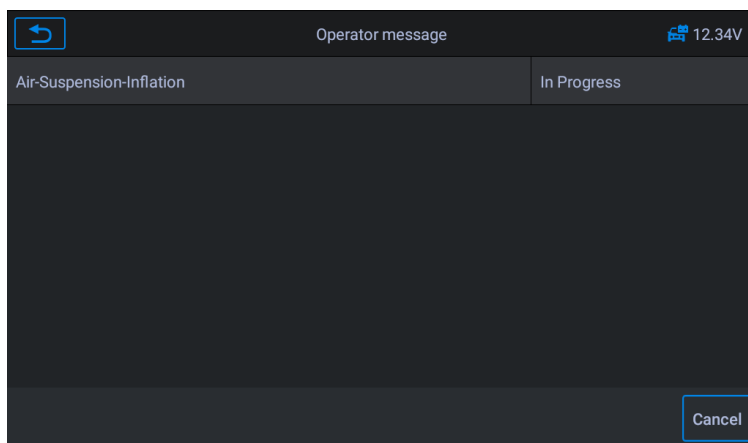 Operator message
12.34V
Air-Suspension-Inflation
In Progress
Cancel